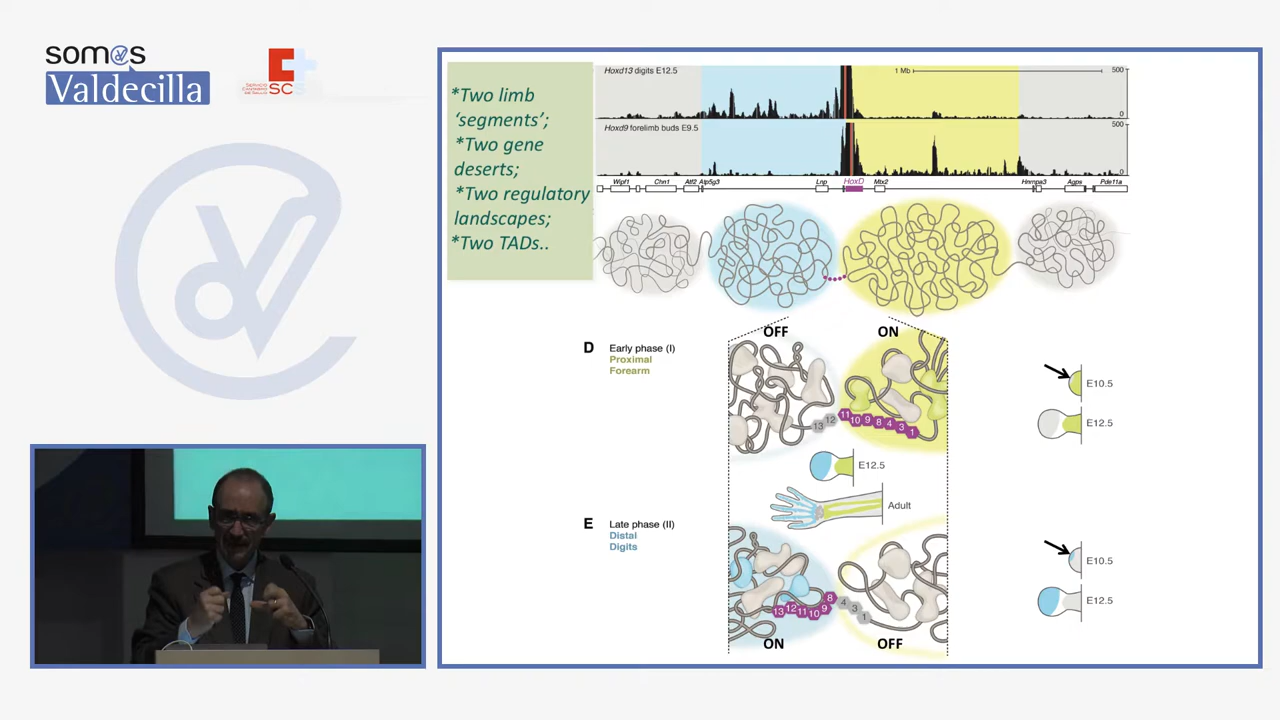 somos
Valdecilla
SERVICIO
CÁNTABRO
DE SALUD
SCS
*Two limb
‘segments’;
*Two gene
deserts;
*Two regulatory
landscapes;
*Two TADs..
Hoxd13 digits E12.5
1 Mb
500
0
Hoxd9 forelimb buds E9.5
500
0
Wipf1
Chn1
Atf2
Atp5g3
Lnp
HoxD
Mtx2
Hnrnpa3
Agps
Pde11a
OFF
ON
D
Early phase (I)
Proximal
Forearm
13
12
11
10
9
8
4
3
1
E10.5
E12.5
E12.5
Adult
E
Late phase (II)
Distal
Digits
13
12
11
10
9
8
4
3
1
E10.5
E12.5
ON
OFF